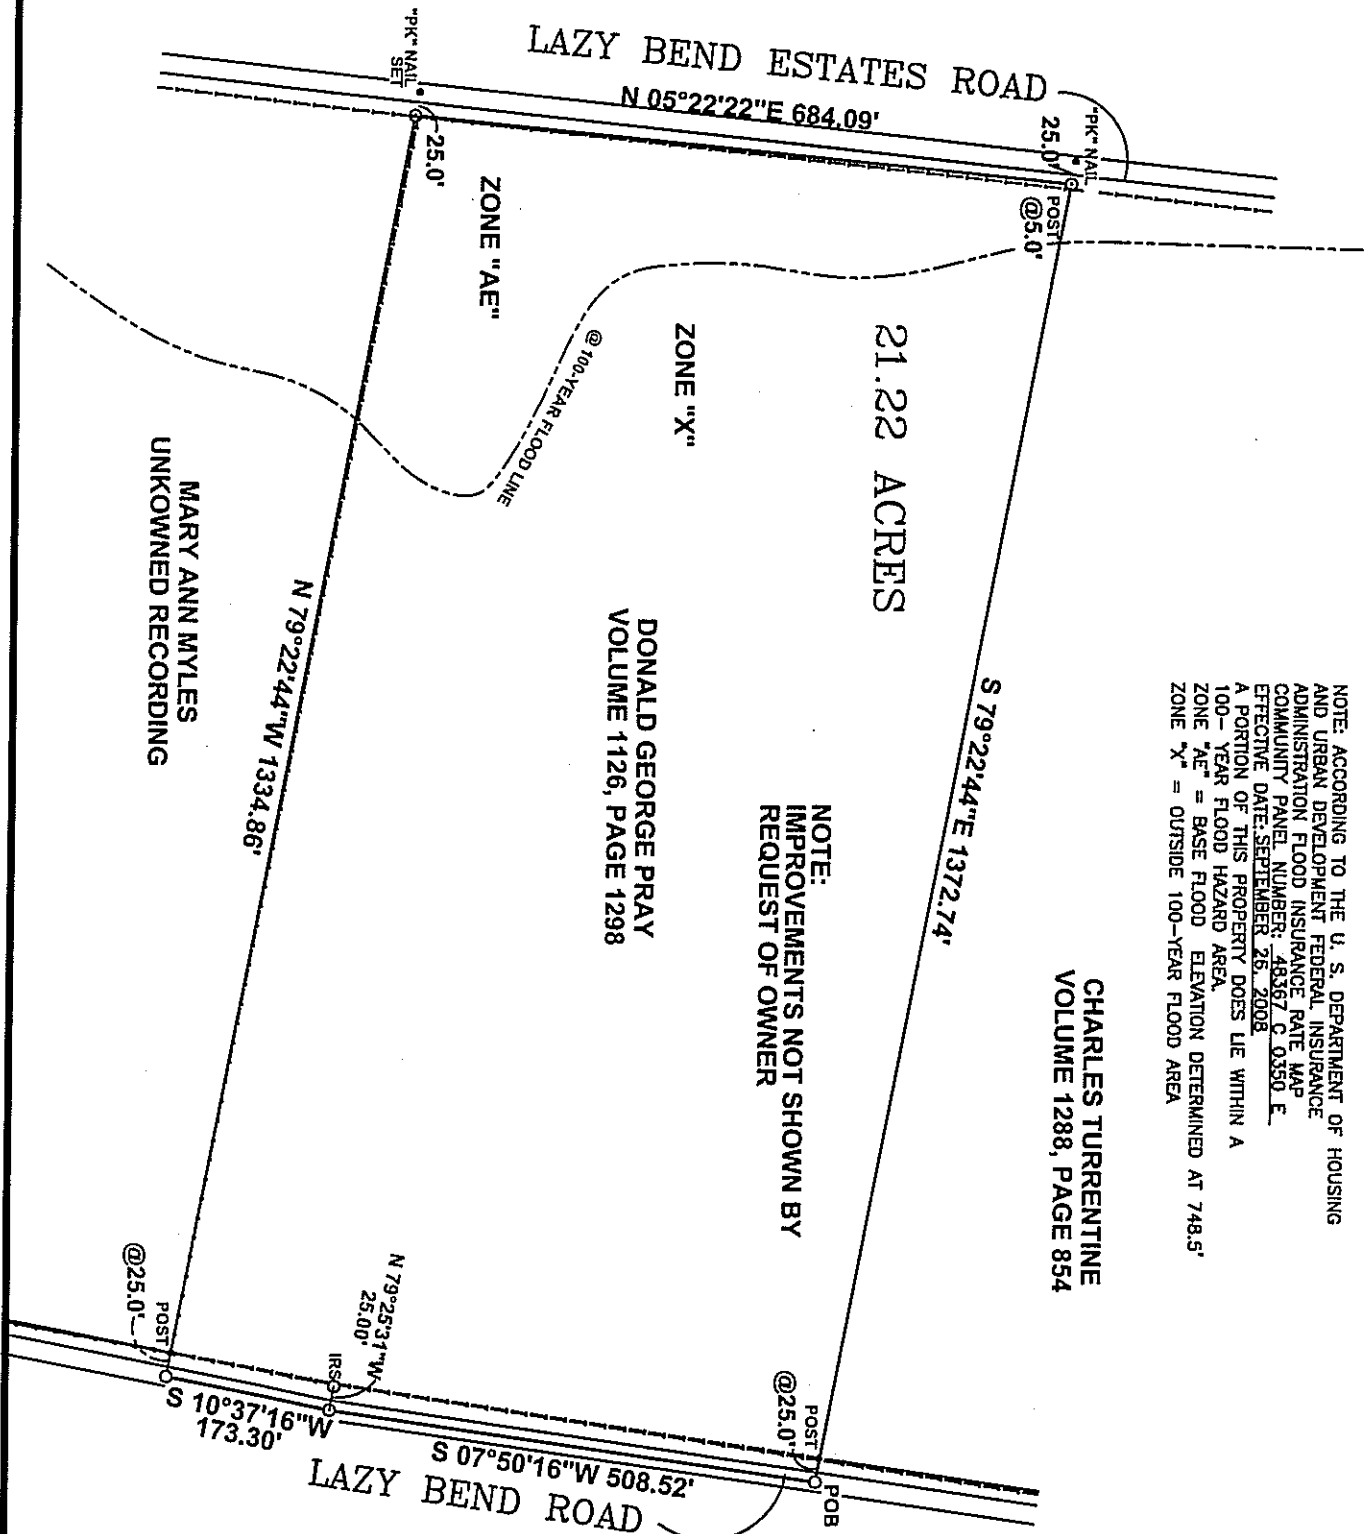 LAZY BEND ESTATES ROAD
N 05°22'22"E 684.09'
"PK" NAIL
SET
25.0'
"PK" NAIL
25.0'
POST
@5.0'
ZONE "AE"
@ 100-YEAR FLOOD LINE
ZONE "X"
21.22 ACRES
S 79°22'44"E 1372.74'
NOTE: ACCORDING TO THE U. S. DEPARTMENT OF HOUSING
AND URBAN DEVELOPMENT FEDERAL INSURANCE
ADMINISTRATION FLOOD INSURANCE RATE MAP
COMMUNITY PANEL NUMBER: 48367 C 0350 E
EFFECTIVE DATE: SEPTEMBER 26, 2008
A PORTION OF THIS PROPERTY DOES LIE WITHIN A
100- YEAR FLOOD HAZARD AREA.
ZONE "AE" = BASE FLOOD ELEVATION DETERMINED AT 748.5'
ZONE "X" = OUTSIDE 100-YEAR FLOOD AREA
CHARLES TURRENTINE
VOLUME 1288, PAGE 854
NOTE:
IMPROVEMENTS NOT SHOWN BY
REQUEST OF OWNER
DONALD GEORGE PRAY
VOLUME 1126, PAGE 1298
MARY ANN MYLES
UNKOWNED RECORDING
N 79°22'44"W 1334.86'
POST
@25.0'
N 79°25'31"W
25.00'
IRS
POST
@25.0'
POB
S 10°37'16"W
173.30'
S 07°50'16"W 508.52'
LAZY BEND ROAD